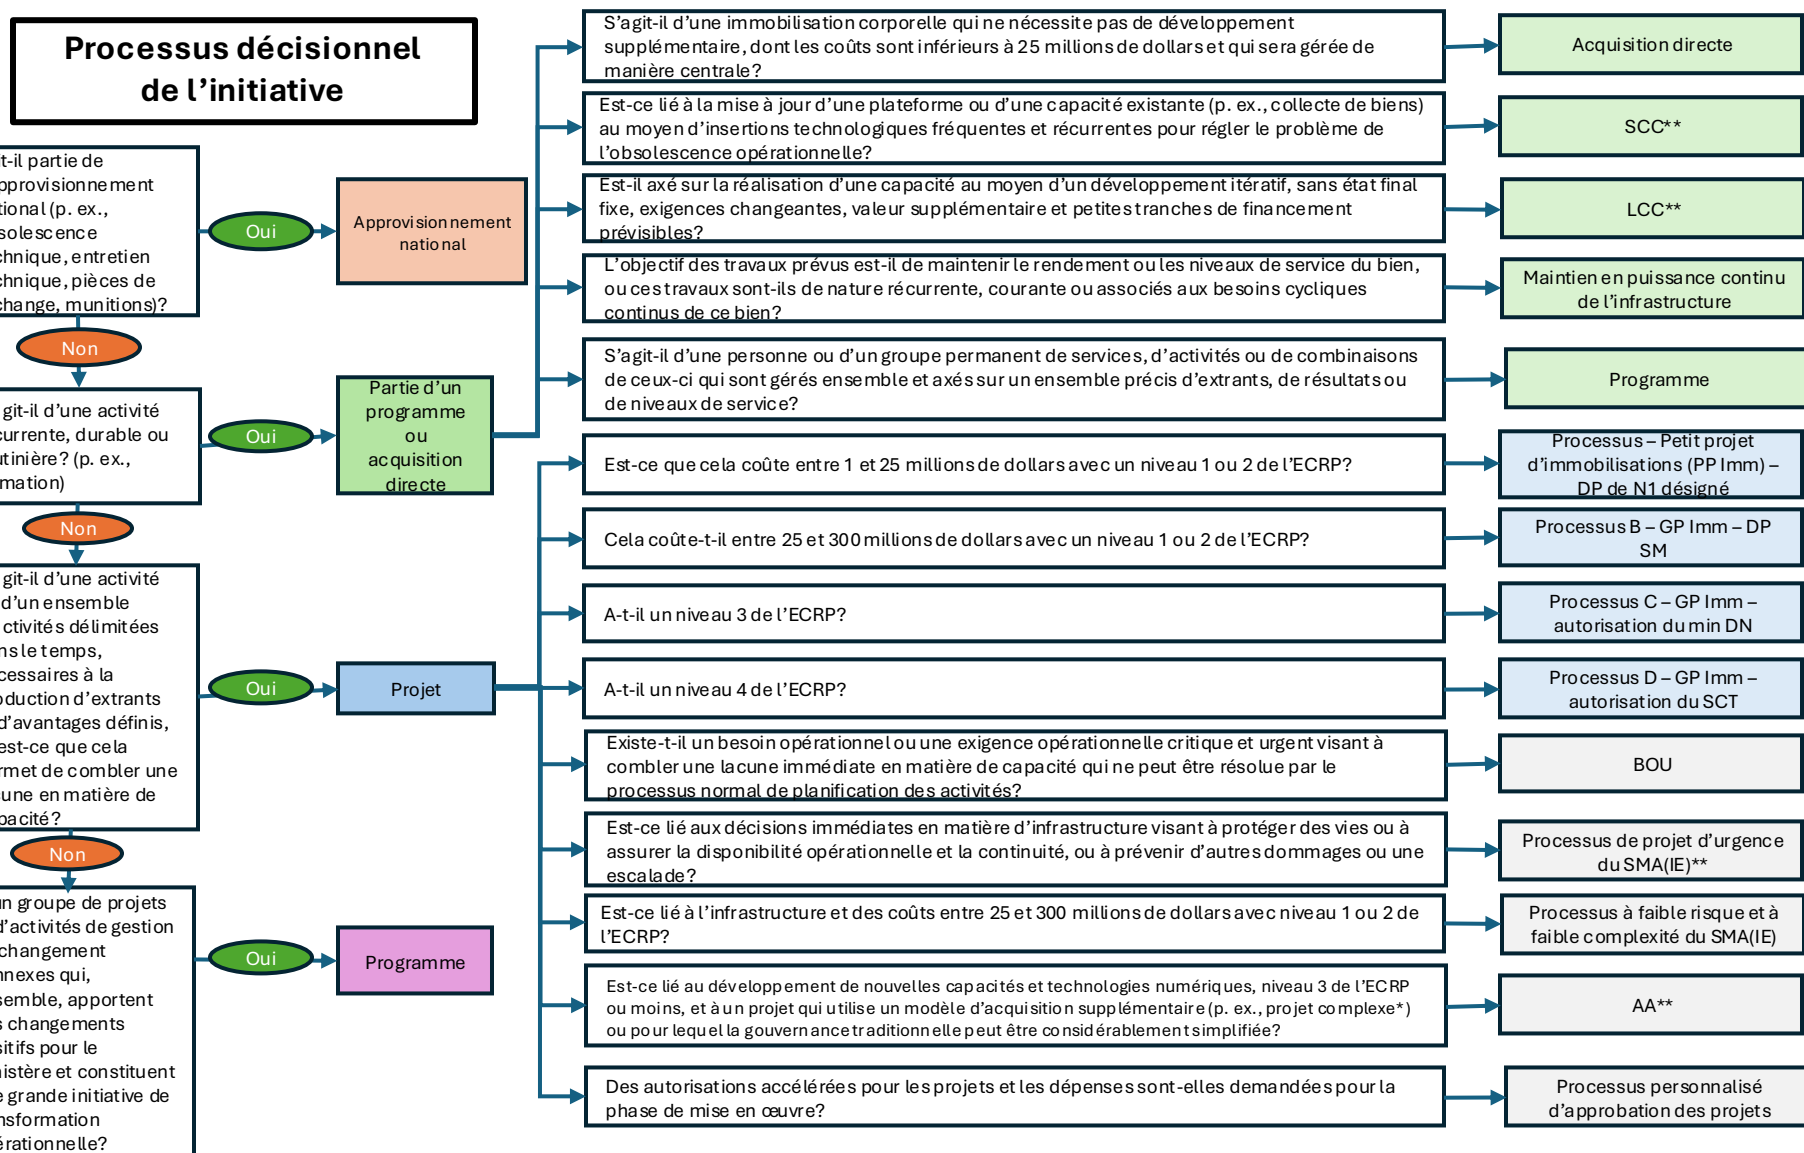 Processus décisionnel
de l'initiative
it-il partie de
pprovisionnement
tional (p. ex.,
solescence
chnique, entretien
chnique, pièces de
change, munitions)?
Oui
Approvisionnement
national
Non
git-il d'une activité
currente, durable ou
utinière? (p. ex.,
mation)
Oui
Partie d'un
programme
ou
acquisition
directe
Non
git-il d'une activité
d'un ensemble
ctivités délimitées
ns le temps,
cessaires à la
oduction d'extrants
d'avantages définis,
est-ce que cela
rmet de combler une
cune en matière de
pacité?
Oui
Projet
Non
n groupe de projets
d'activités de gestion
changement
nnexes qui,
semble, apportent
s changements
sitifs pour le
nistère et constituent
e grande initiative de
nsformation
érationnelle?
Oui
Programme
S'agit-il d'une immobilisation corporelle qui ne nécessite pas de développement
supplémentaire, dont les coûts sont inférieurs à 25 millions de dollars et qui sera gérée de
manière centrale?
Acquisition directe
Est-ce lié à la mise à jour d'une plateforme ou d'une capacité existante (p. ex., collecte de biens)
au moyen d'insertions technologiques fréquentes et récurrentes pour régler le problème de
l'obsolescence opérationnelle?
SCC**
Est-il axé sur la réalisation d'une capacité au moyen d'un développement itératif, sans état final
fixe, exigences changeantes, valeur supplémentaire et petites tranches de financement
prévisibles?
LCC**
L'objectif des travaux prévus est-il de maintenir le rendement ou les niveaux de service du bien,
ou ces travaux sont-ils de nature récurrente, courante ou associés aux besoins cycliques
continus de ce bien?
Maintien en puissance continu
de l'infrastructure
S'agit-il d'une personne ou d'un groupe permanent de services, d'activités ou de combinaisons
de ceux-ci qui sont gérés ensemble et axés sur un ensemble précis d'extrants, de résultats ou
de niveaux de service?
Programme
Est-ce que cela coûte entre 1 et 25 millions de dollars avec un niveau 1 ou 2 de l'ECRP?
Processus – Petit projet
d'immobilisations (PP Imm) –
DP de N1 désigné
Cela coûte-t-il entre 25 et 300 millions de dollars avec un niveau 1 ou 2 de l'ECRP?
Processus B – GP Imm – DP
SM
A-t-il un niveau 3 de l'ECRP?
Processus C – GP Imm –
autorisation du min DN
A-t-il un niveau 4 de l'ECRP?
Processus D – GP Imm –
autorisation du SCT
Existe-t-il un besoin opérationnel ou une exigence opérationnelle critique et urgent visant à
combler une lacune immédiate en matière de capacité qui ne peut être résolue par le
processus normal de planification des activités?
BOU
Est-ce lié aux décisions immédiates en matière d'infrastructure visant à protéger des vies ou à
assurer la disponibilité opérationnelle et la continuité, ou à prévenir d'autres dommages ou une
escalade?
Processus de projet d'urgence
du SMA(IE)**
Est-ce lié à l'infrastructure et des coûts entre 25 et 300 millions de dollars avec niveau 1 ou 2 de
l'ECRP?
Processus à faible risque et à
faible complexité du SMA(IE)
Est-ce lié au développement de nouvelles capacités et technologies numériques, niveau 3 de l'ECRP
ou moins, et à un projet qui utilise un modèle d'acquisition supplémentaire (p. ex., projet complexe*)
ou pour lequel la gouvernance traditionnelle peut être considérablement simplifiée?
AA**
Des autorisations accélérées pour les projets et les dépenses sont-elles demandées pour la
phase de mise en œuvre?
Processus personnalisé
d'approbation des projets